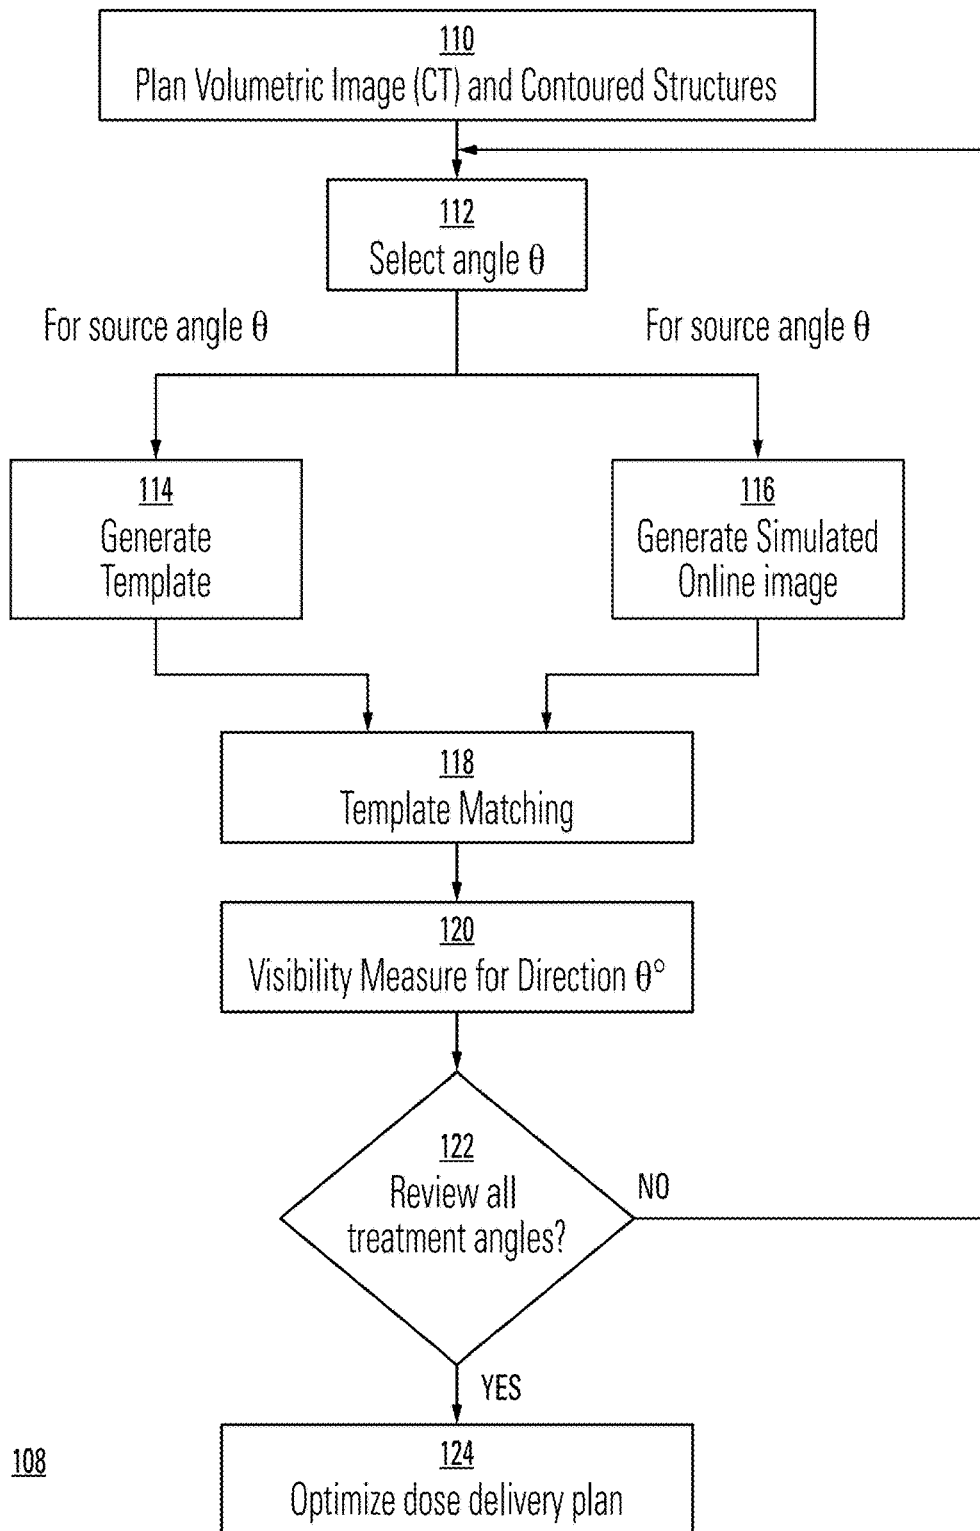 110
Plan Volumetric Image (CT) and Contoured Structures
112
Select angle θ
For source angle θ
For source angle θ
114
Generate
Template
116
Generate Simulated
Online image
118
Template Matching
120
Visibility Measure for Direction θ°
122
Review all
treatment angles?
NO
YES
124
Optimize dose delivery plan
108